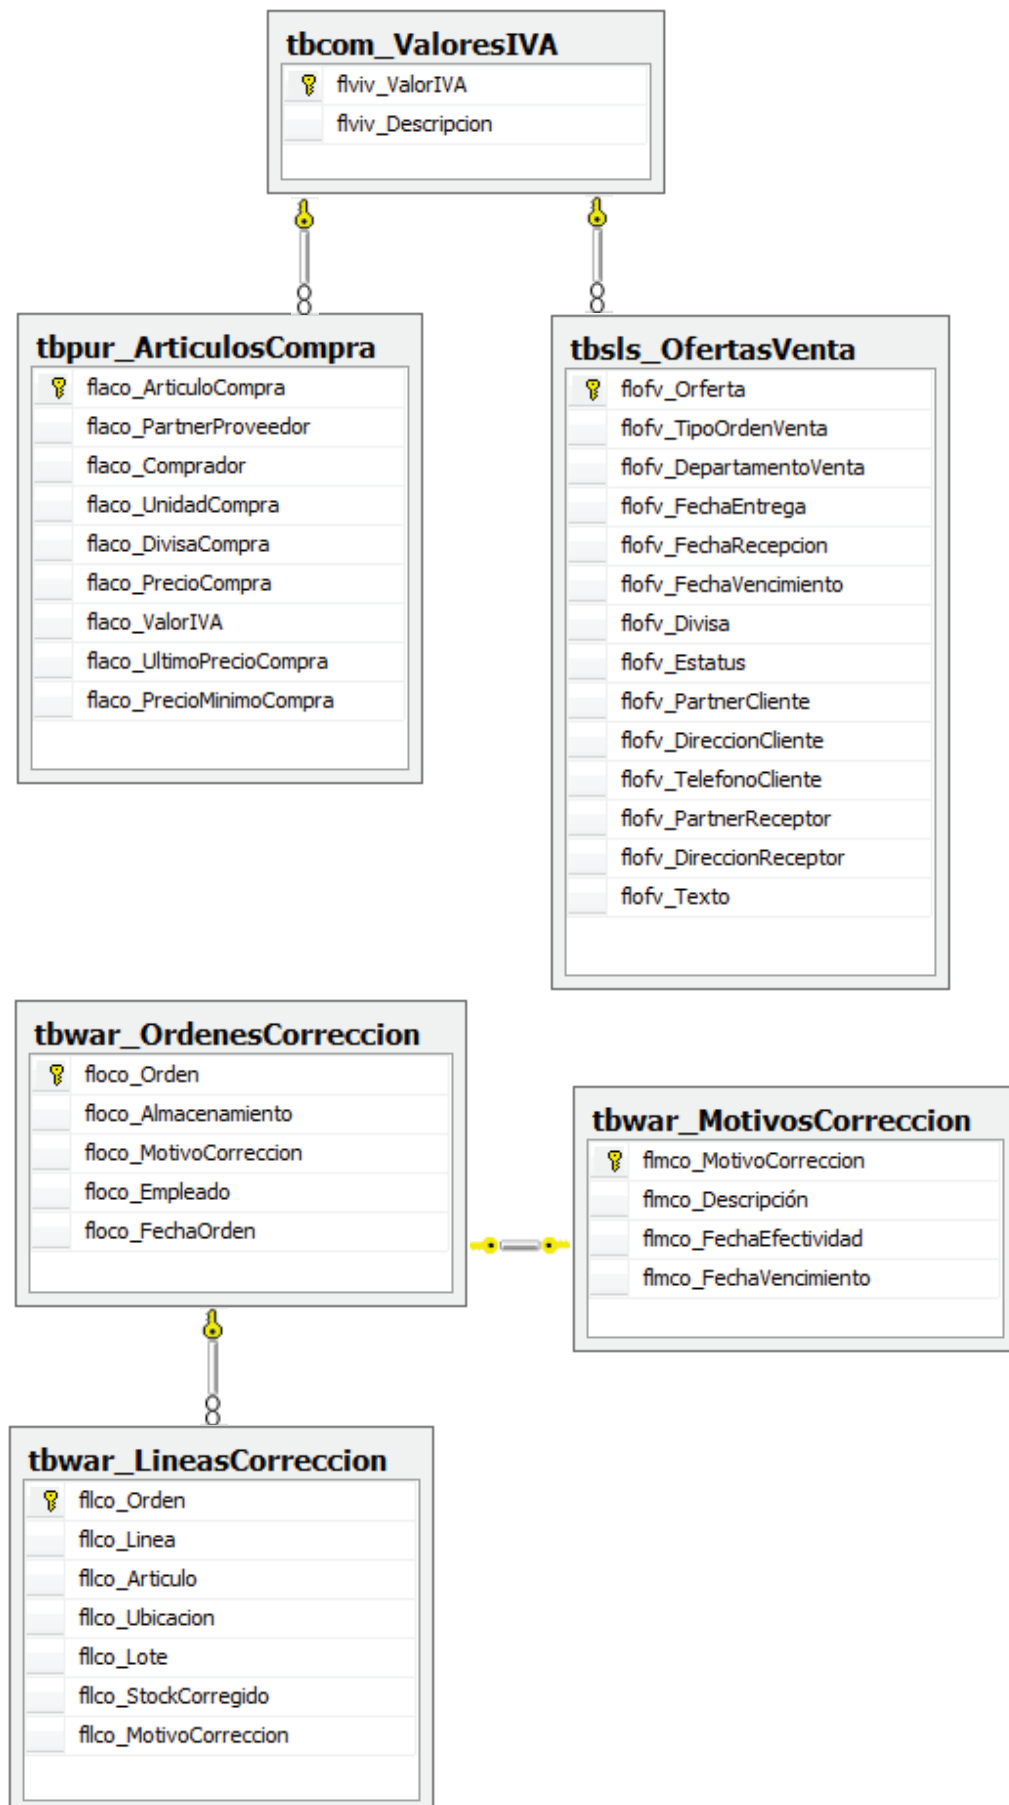 tbcom_ValoresIVA
flviv_ValorIVA
flviv_Descripcion
tbpur_ArticulosCompra
flaco_ArticuloCompra
flaco_PartnerProveedor
flaco_Comprador
flaco_UnidadCompra
flaco_DivisaCompra
flaco_PrecioCompra
flaco_ValorIVA
flaco_UltimoPrecioCompra
flaco_PrecioMinimoCompra
tbsls_OfertasVenta
flofv_Orferta
flofv_TipoOrdenVenta
flofv_DepartamentoVenta
flofv_FechaEntrega
flofv_FechaRecepcion
flofv_FechaVencimiento
flofv_Divisa
flofv_Estatus
flofv_PartnerCliente
flofv_DireccionCliente
flofv_TelefonoCliente
flofv_PartnerReceptor
flofv_DireccionReceptor
flofv_Texto
tbwar_OrdenesCorreccion
floco_Orden
floco_Almacenamiento
floco_MotivoCorreccion
floco_Empleado
floco_FechaOrden
tbwar_MotivosCorreccion
flmco_MotivoCorreccion
flmco_Descripción
flmco_FechaEfectividad
flmco_FechaVencimiento
tbwar_LineasCorreccion
fllco_Orden
fllco_Linea
fllco_Articulo
fllco_Ubicacion
fllco_Lote
fllco_StockCorregido
fllco_MotivoCorreccion